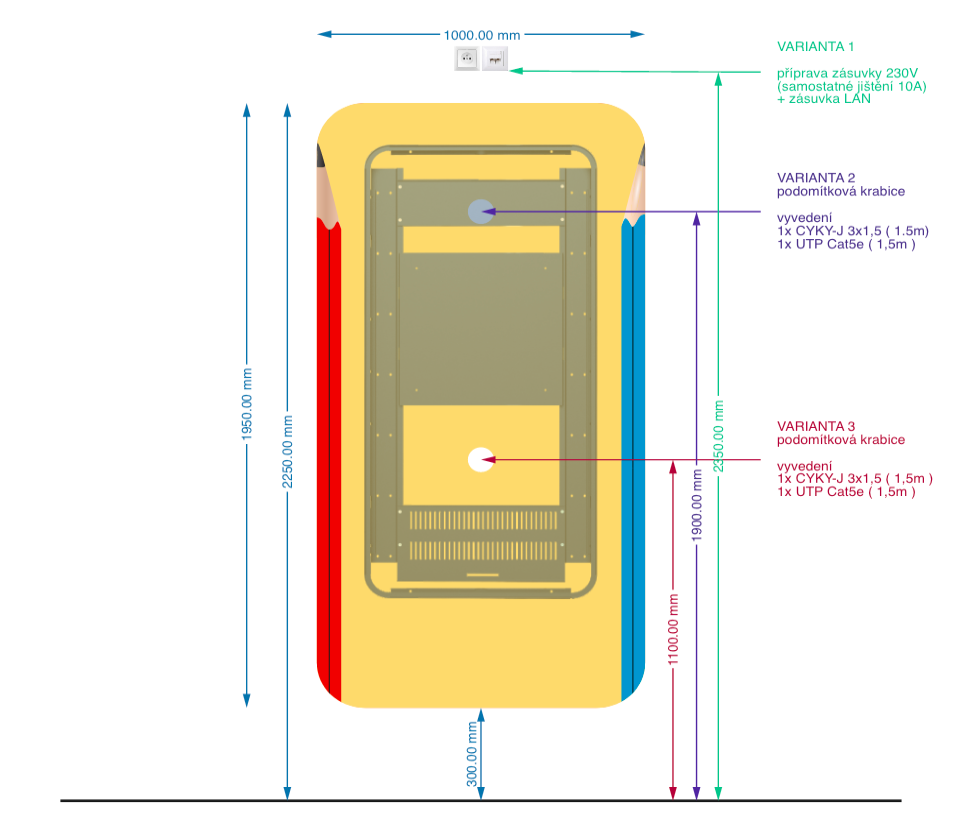 1000.00 mm
VARIANTA 1
příprava zásuvky 230V
(samostatné jištění 10A)
+ zásuvka LAN
VARIANTA 2
podomítková krabice
vyvedení
1x CYKY-J 3x1,5 ( 1.5m)
1x UTP Cat5e ( 1,5m )
1950.00 mm
2250.00 mm
2350.00 mm
VARIANTA 3
podomítková krabice
vyvedení
1x CYKY-J 3x1,5 ( 1,5m )
1x UTP Cat5e ( 1,5m )
1900.00 mm
1100.00 mm
300.00 mm